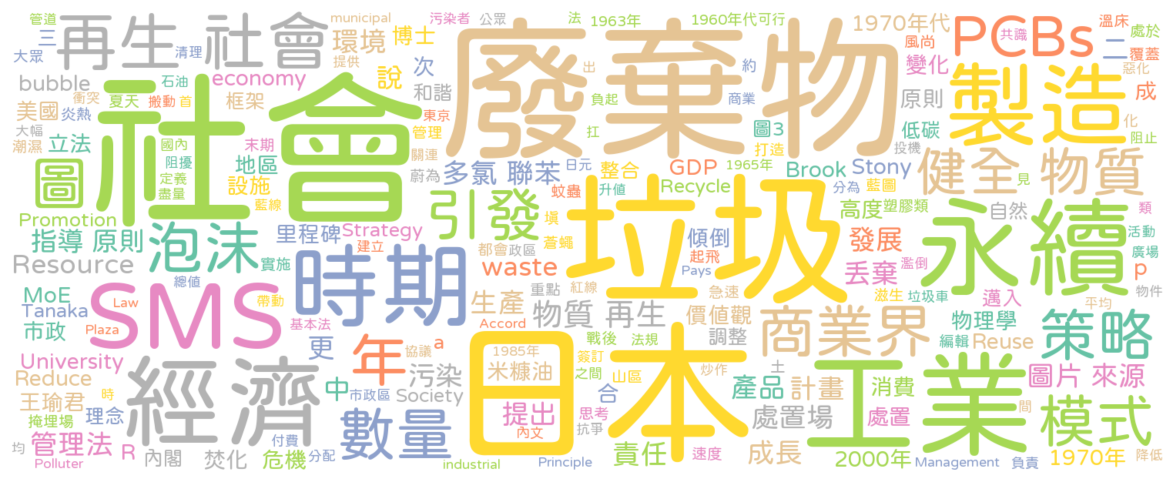 管道 municipal 污染者 公眾 法 1963年 1960年代可行 1970年代 PCBs 溫床 處於
三 再生 社會 環境 博士 廢棄物 風尚 共識 二 覆蓋
大眾 清理 提供 次 說 變化 製造 惡化
bubble 石油 economy 和諧 出 約 原則 成
美國 衝突 夏天 搬動 首 框架 東京 負起 商業 化
大幅 炎熱 社會 管理 扛 圖3 低碳 投機 阻止
潮濕 立法 國內 末期 關連 打造 健全 物質
圖 阻擾 地區 多氯 聯苯 日元 整合 GDP 1965年 Brook Stony 見
定義 設施 蔚為 蚊蟲 升值 Recycle 分為 藍圖 類
盡量 藍線 引發 垃圾 高度 塑膠類 自然 永續
Promotion 里程碑 Strategy 塡 活動
指導 原則 泡沫 建立 都會 政區 蒼蠅 傾倒 發展 廣場
Resource 實施 時期 waste 起飛 丟棄 濫倒 p
MoE 總值 SMS 帶動 重點 紅線 Pays 急速 滋生 垃圾車 邁入 物件
Tanaka Law 生產 物質 再生 價值觀 平均
市政 Plaza 基本法 Accord 日本 戰後 法規 調整 商業界 物理學 策略
University 更 年 協議 a 1985年 簽訂 之間 山區 炒作 編輯 Reuse
Reduce 經濟 中 市政區 污染 米糠油 土 工業 圖片 來源
王瑜君 時 Society 合 產品 計畫 消費
掩埋場 理念 數量 提出 思考 處置場 處置 模式
管理法 R 付費 內文 抗爭 責任 間
均 內閣 焚化 危機 分配 速度 成長 2000年 1970年 降低
Polluter industrial Principle Management 負責